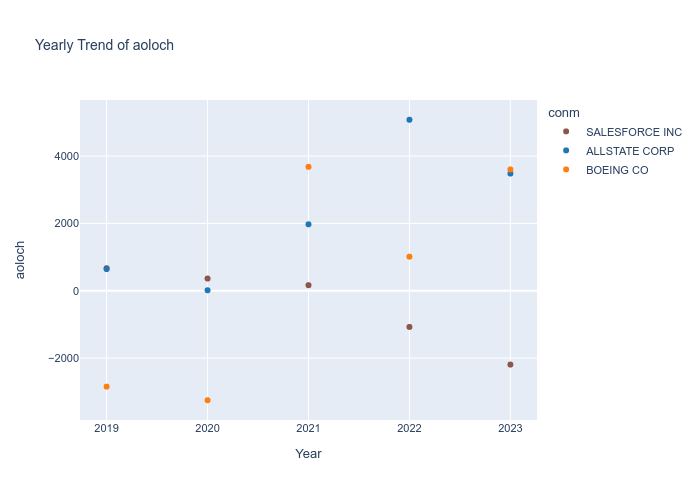 Yearly Trend of aoloch
conm
SALESFORCE INC
ALLSTATE CORP
BOEING CO
4000
2000
0
−2000
aoloch
2019 2020 2021 2022 2023
Year